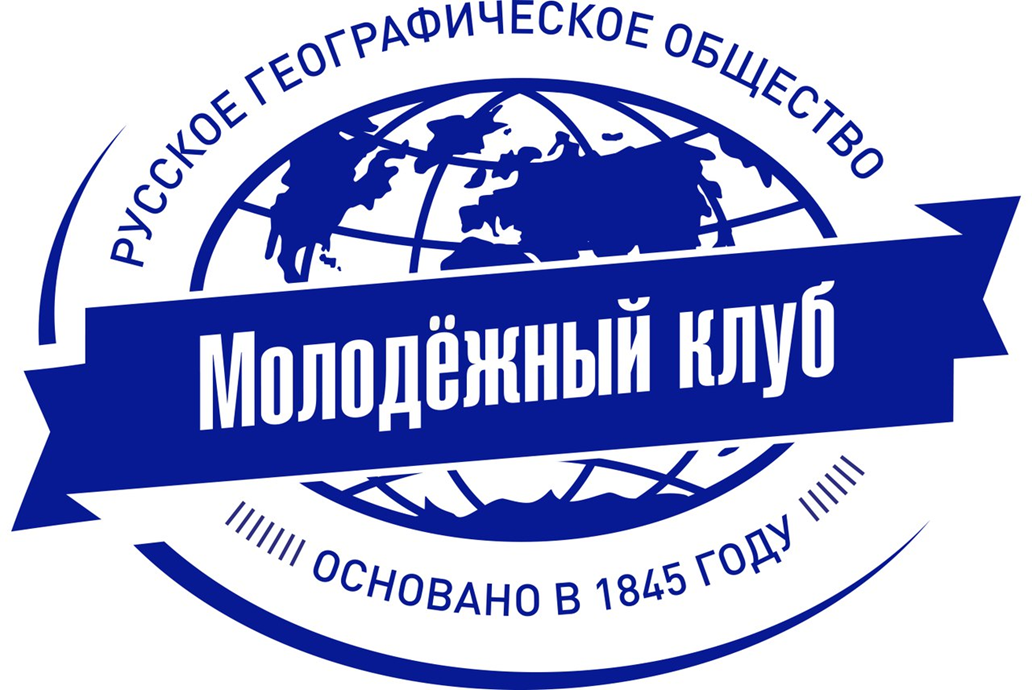 РУССКОЕ ГЕОГРАФИЧЕСКОЕ ОБЩЕСТВО
Молодёжный клуб
ОСНОВАНО В 1845 ГОДУ